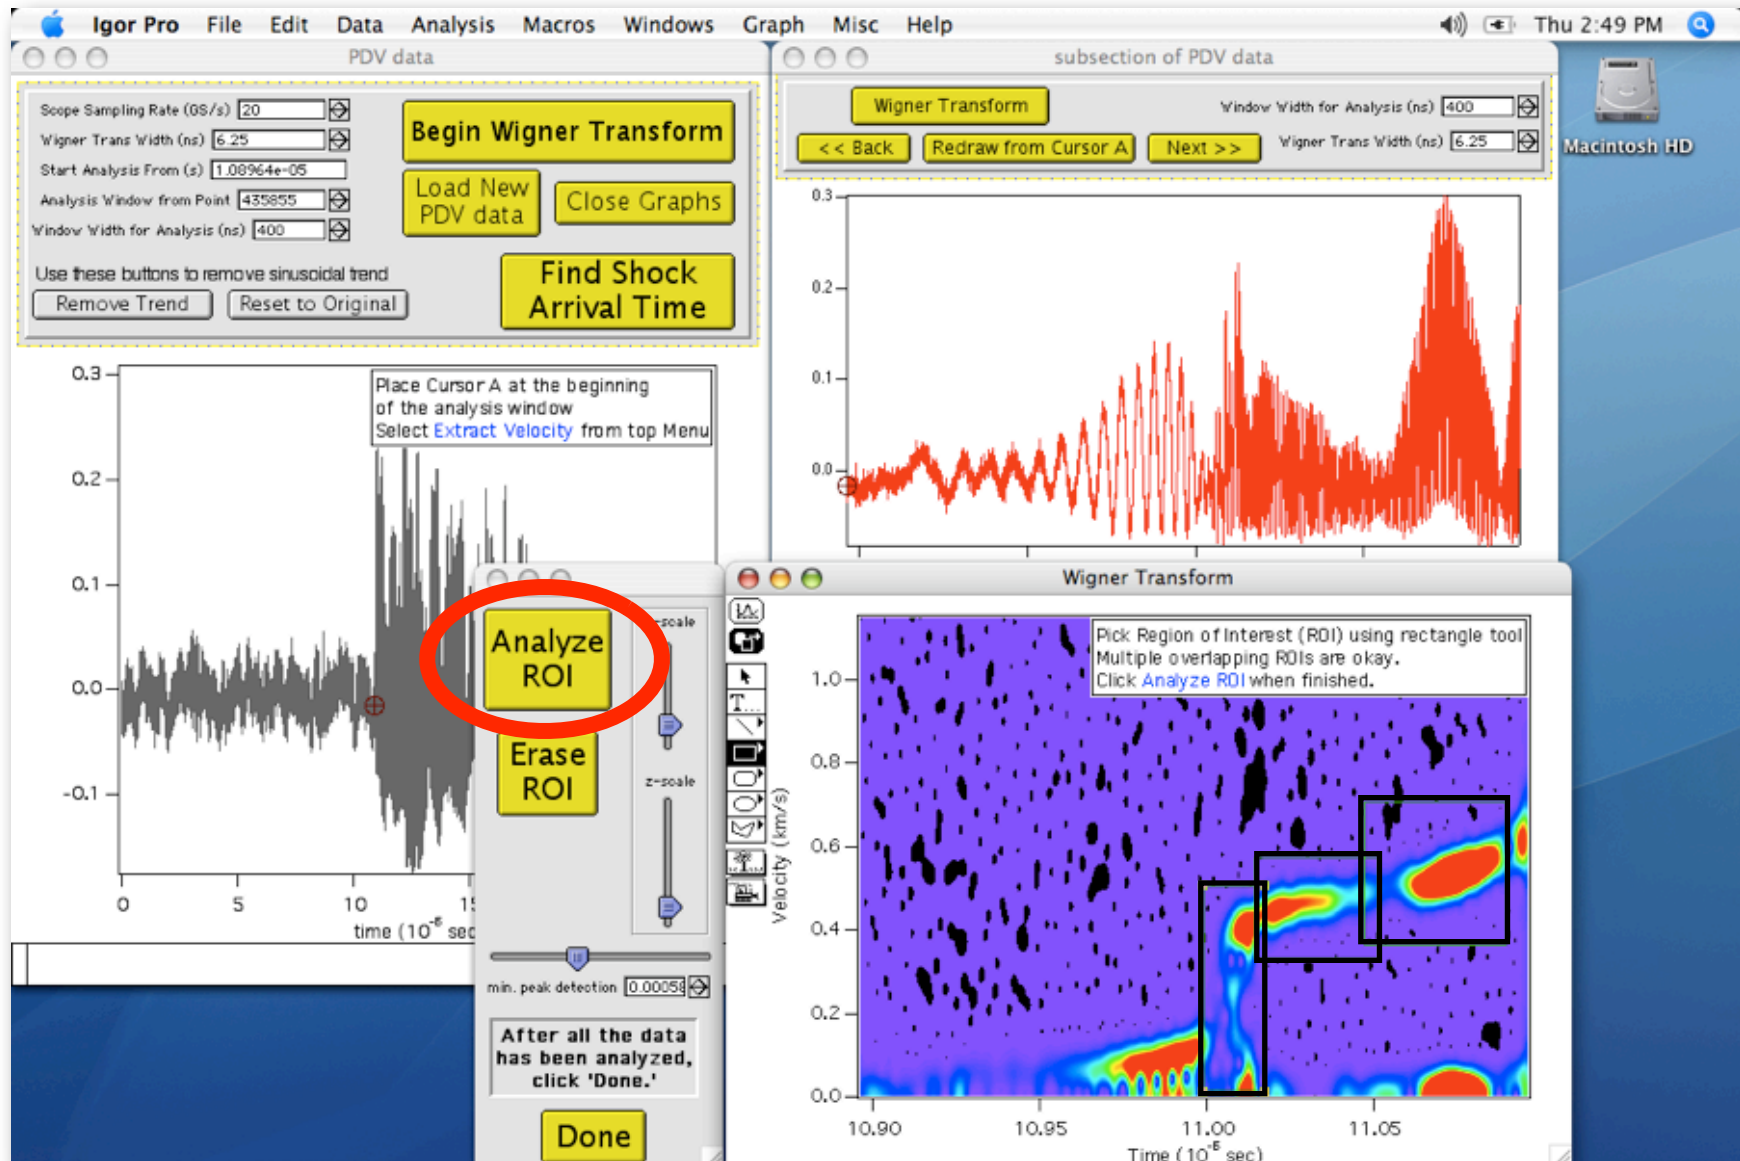 Igor Pro File Edit Data Analysis Macros Windows Graph Misc Help Thu 2:49 PM
PDV data
Scope Sampling Rate (GS/s) 20
Wigner Trans Width (ns) 6.25
Start Analysis From (s) 1.08964e-05
Analysis Window from Point 435855
Window Width for Analysis (ns) 400
Use these buttons to remove sinusoidal trend
Remove Trend
Reset to Original
Begin Wigner Transform
Load New
PDV data
Close Graphs
Find Shock
Arrival Time
0.3
0.2
0.1
0.0
-0.1
Place Cursor A at the beginning
of the analysis window
Select Extract Velocity from top Menu
0 5 10 15
time (10⁻⁶ sec
subsection of PDV data
Wigner Transform
<< Back
Redraw from Cursor A
Next >>
Window Width for Analysis (ns) 400
Wigner Trans Width (ns) 6.25
0.3
0.2
0.1
0.0
Macintosh HD
Analyze
ROI
Erase
ROI
-scale
z-scale
min. peak detection 0.00058
After all the data
has been analyzed,
click 'Done.'
Done
Wigner Transform
T...
Pick Region of Interest (ROI) using rectangle tool
Multiple overlapping ROIs are okay.
Click Analyze ROI when finished.
Velocity (km/s)
1.0
0.8
0.6
0.4
0.2
0.0
10.90 10.95 11.00 11.05
Time (10⁻⁶ sec)